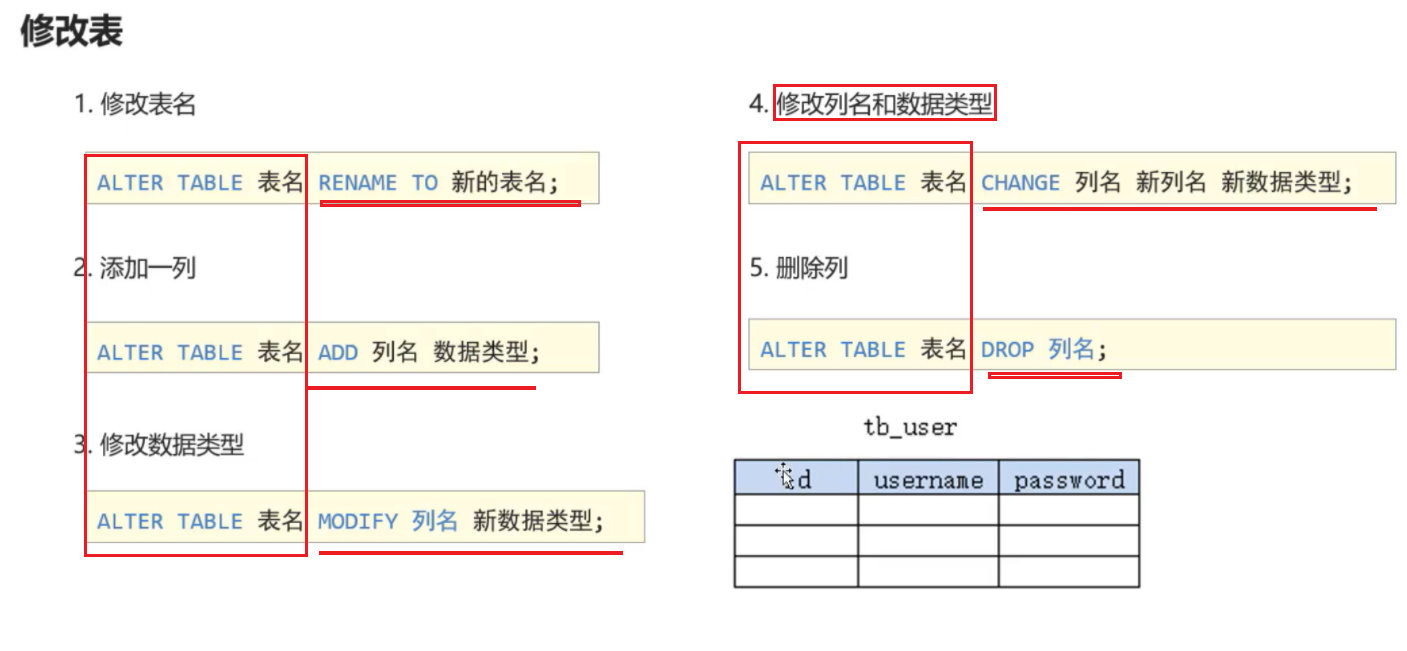 修改表
1. 修改表名
ALTER TABLE 表名 RENAME TO 新的表名;
2. 添加一列
ALTER TABLE 表名 ADD 列名 数据类型;
3. 修改数据类型
ALTER TABLE 表名 MODIFY 列名 新数据类型;
4. 修改列名和数据类型
ALTER TABLE 表名 CHANGE 列名 新列名 新数据类型;
5. 删除列
ALTER TABLE 表名 DROP 列名;
tb_user
username password